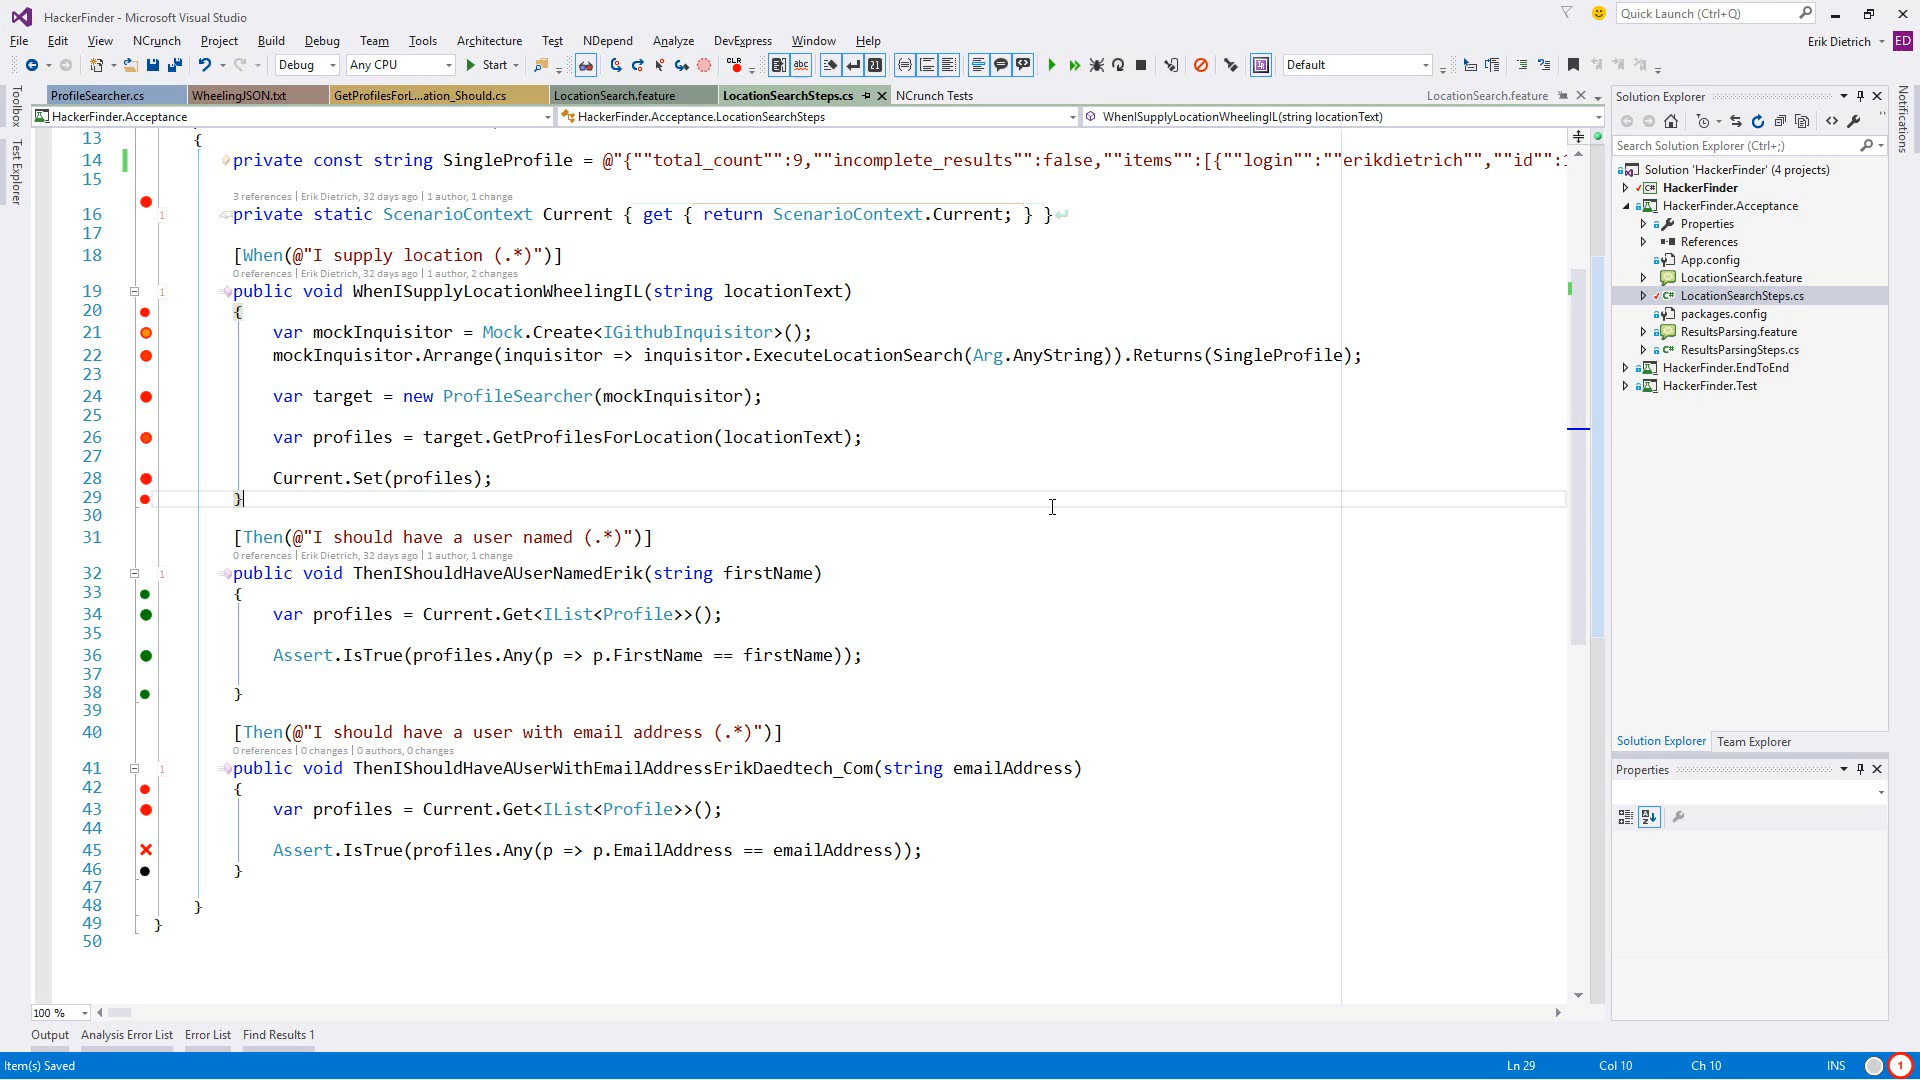 HackerFinder - Microsoft Visual Studio
Quick Launch (Ctrl+Q)
File Edit View NCrunch Project Build Debug Team Tools Architecture Test NDepend Analyze DevExpress Window Help
Erik Dietrich ED
Debug Any CPU Start Default
ProfileSearcher.cs WheelingJSON.txt GetProfilesForL...ation_Should.cs LocationSearch.feature LocationSearchSteps.cs NCrunch Tests LocationSearch.feature
HackerFinder.Acceptance HackerFinder.Acceptance.LocationSearchSteps WhenISupplyLocationWheelingIL(string locationText)
Toolbox
Test Explorer
13 {
14 private const string SingleProfile = @"{""total_count"":9,""incomplete_results"":false,""items"":[{""login"":""erikdietrich"",""id"":
15
3 references | Erik Dietrich, 32 days ago | 1 author, 1 change
16 1 private static ScenarioContext Current { get { return ScenarioContext.Current; } }
17
18 [When(@"I supply location (.*)")]
0 references | Erik Dietrich, 32 days ago | 1 author, 2 changes
19 1 public void WhenISupplyLocationWheelingIL(string locationText)
20 {
21 var mockInquisitor = Mock.Create<IGithubInquisitor>();
22 mockInquisitor.Arrange(inquisitor => inquisitor.ExecuteLocationSearch(Arg.AnyString)).Returns(SingleProfile);
23
24 var target = new ProfileSearcher(mockInquisitor);
25
26 var profiles = target.GetProfilesForLocation(locationText);
27
28 Current.Set(profiles);
29 }
30
31 [Then(@"I should have a user named (.*)")]
0 references | Erik Dietrich, 32 days ago | 1 author, 1 change
32 1 public void ThenIShouldHaveAUserNamedErik(string firstName)
33 {
34 var profiles = Current.Get<IList<Profile>>();
35
36 Assert.IsTrue(profiles.Any(p => p.FirstName == firstName));
37
38 }
39
40 [Then(@"I should have a user with email address (.*)")]
0 references | 0 changes | 0 authors, 0 changes
41 1 public void ThenIShouldHaveAUserWithEmailAddressErikDaedtech_Com(string emailAddress)
42 {
43 var profiles = Current.Get<IList<Profile>>();
44
45 Assert.IsTrue(profiles.Any(p => p.EmailAddress == emailAddress));
46 }
47
48 }
49 }
50
100 %
Solution Explorer
Search Solution Explorer (Ctrl+;)
Solution 'HackerFinder' (4 projects)
HackerFinder
HackerFinder.Acceptance
Properties
References
App.config
LocationSearch.feature
LocationSearchSteps.cs
packages.config
ResultsParsing.feature
ResultsParsingSteps.cs
HackerFinder.EndToEnd
HackerFinder.Test
Solution Explorer Team Explorer
Properties
Notifications
Output Analysis Error List Error List Find Results 1
Item(s) Saved Ln 29 Col 10 Ch 10 INS 1